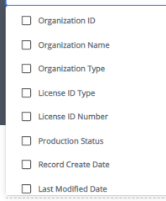 Organization ID
Organization Name
Organization Type
License ID Type
License ID Number
Production Status
Record Create Date
Last Modified Date